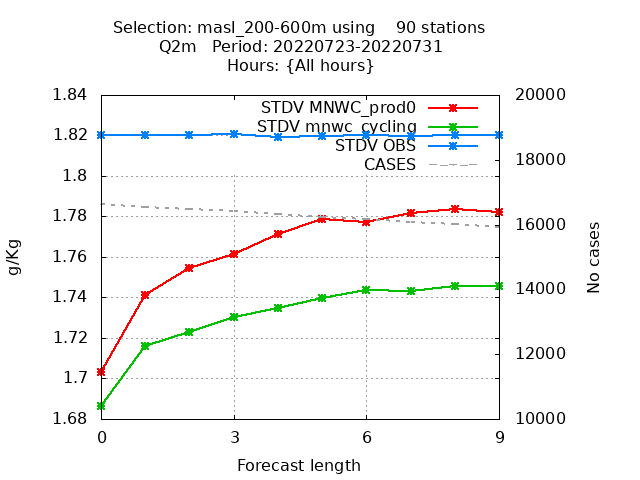 Selection: masl_200-600m using    90 stations
Q2m   Period: 20220723-20220731
Hours: {All hours}
STDV MNWC_prod0
STDV mnwc_cycling
STDV OBS
CASES
1.84
1.82
1.8
1.78
1.76
1.74
1.72
1.7
1.68
g/Kg
20000
18000
16000
14000
12000
10000
No cases
0
3
6
9
Forecast length